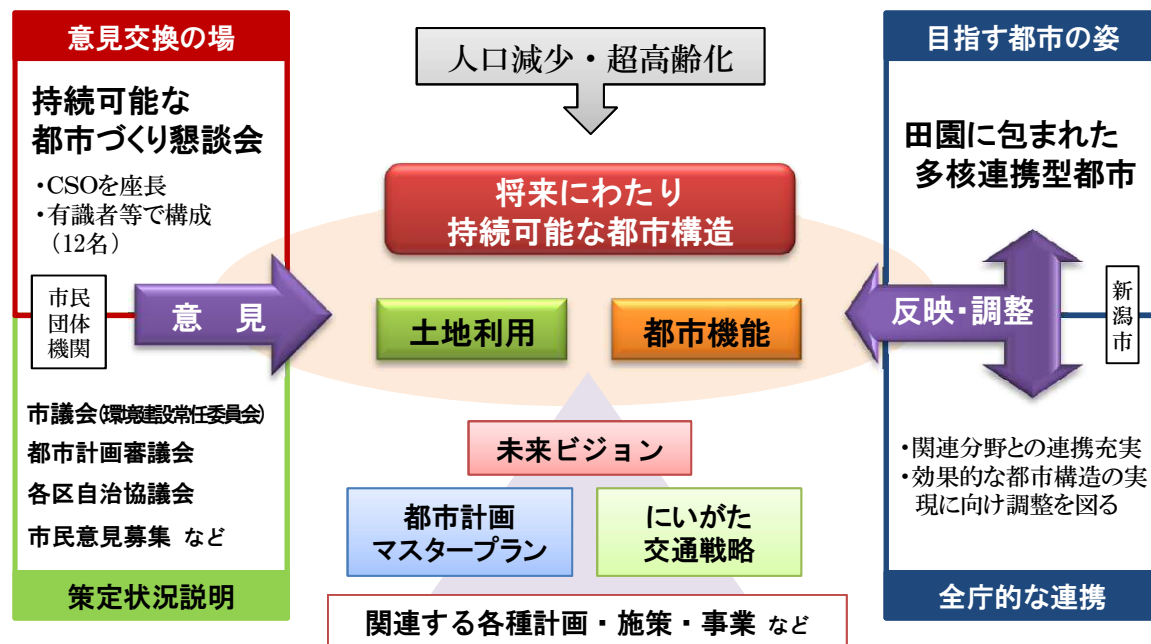 意見交換の場
持続可能な
都市づくり懇談会
・CSOを座長
・有識者等で構成
（12名）
市民
団体
機関
意　見
市議会（環境建設常任委員会）
都市計画審議会
各区自治協議会
市民意見募集 など
策定状況説明
人口減少・超高齢化
将来にわたり
持続可能な都市構造
土地利用
都市機能
未来ビジョン
都市計画
マスタープラン
にいがた
交通戦略
関連する各種計画・施策・事業 など
目指す都市の姿
田園に包まれた
多核連携型都市
反映・調整
新潟市
・関連分野との連携充実
・効果的な都市構造の実
現に向け調整を図る
全庁的な連携